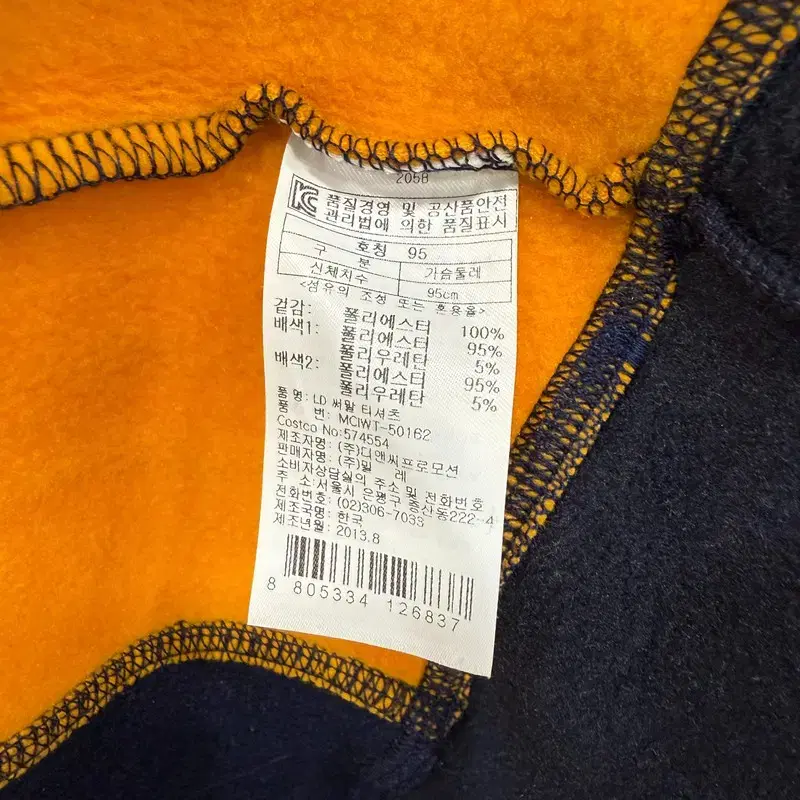 205B
KC 품질경영 및 공산품안전
관리법에 의한 품질표시
호칭 95
구 분 가슴둘레
신체치수 95cm
<섬유의 조성 또는 혼용율>
겉감: 폴리에스터 100%
배색1: 폴리에스터 95%
폴리우레탄 5%
배색2: 폴리에스터 95%
폴리우레탄 5%
품 명: LD 써말 티셔츠
품 번: MCIWT-50162
Costco No:574554
제조자명: (주)디앤씨프로모션
판매자명: (주)밀 레
소비자상담실의 주소 및 전화번호
주 소:서울시 은평구 증산동222-4
전화번호: (02)306-7033
제조국명: 한국
제조년월: 2013.8
8 805334 126837